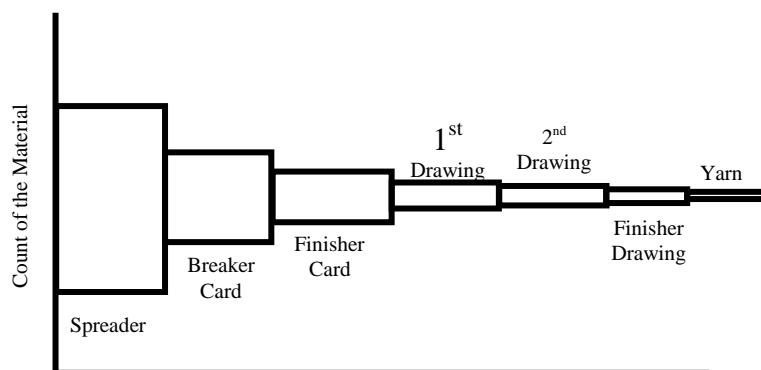 Count of the Material
Spreader
Breaker
Card
Finisher
Card
1st
Drawing
2nd
Drawing
Finisher
Drawing
Yarn